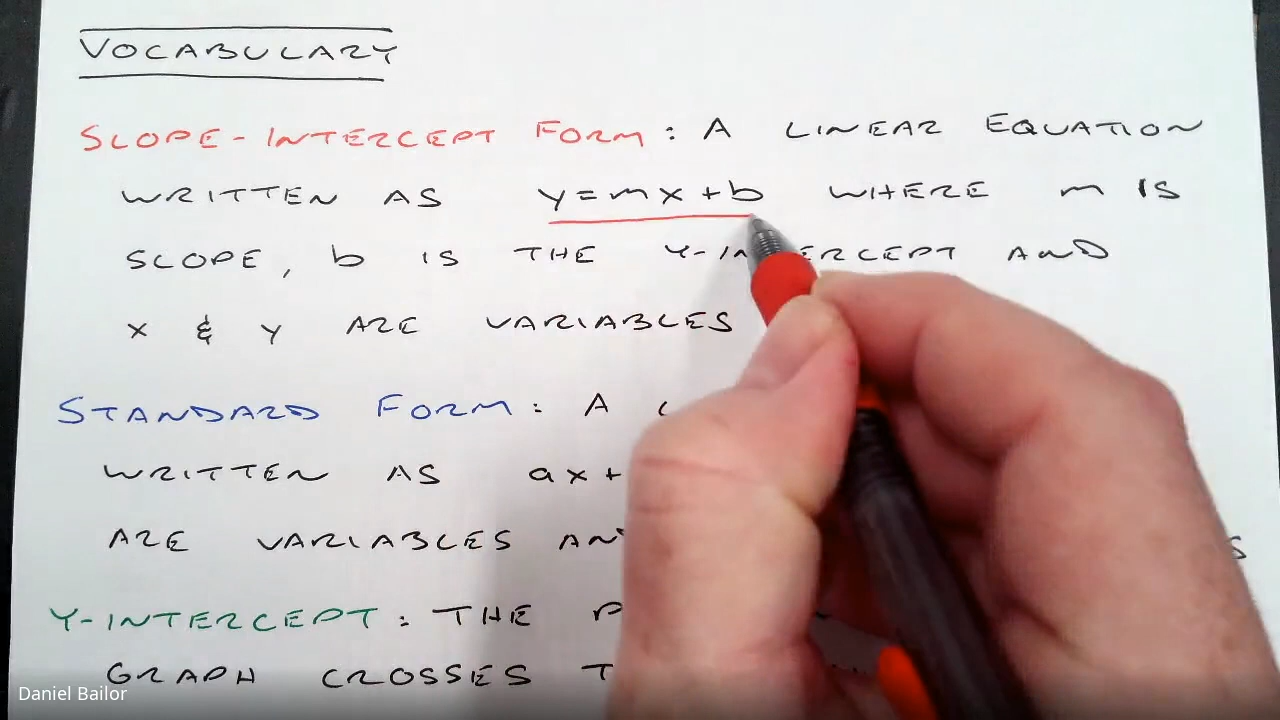 VOCABULARY
SLOPE-INTERCEPT FORM: A LINEAR EQUATION
WRITTEN AS y=mx+b WHERE m IS
SLOPE, b IS THE Y-INTERCEPT AND
x & y ARE VARIABLES
STANDARD FORM: A
WRITTEN AS ax+
ARE VARIABLES
Y-INTERCEPT: THE
GRAPH CROSSES
Daniel Bailor